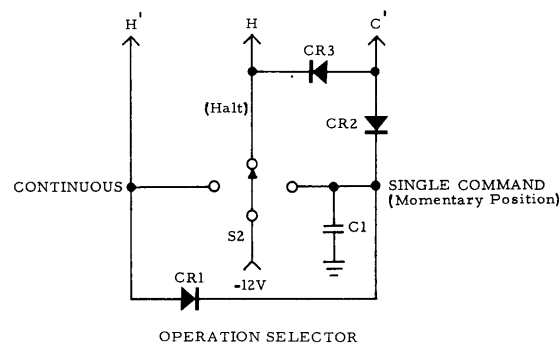 H' H C'
CR3
(Halt)
CR2
CONTINUOUS
SINGLE COMMAND
(Momentary Position)
C1
S2
CR1
-12V
OPERATION SELECTOR